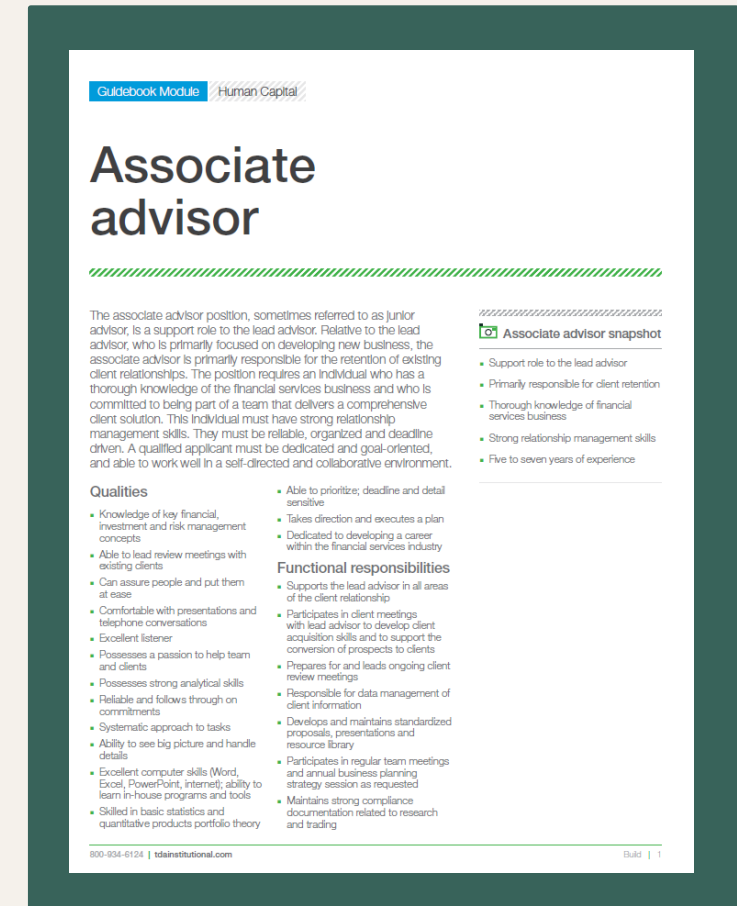 Guidebook Module Human Capital
Associate
advisor
The associate advisor position, sometimes referred to as junior
advisor, is a support role to the lead advisor. Relative to the lead
advisor, who is primarily focused on developing new business, the
associate advisor is primarily responsible for the retention of existing
client relationships. The position requires an individual who has a
thorough knowledge of the financial services business and who is
committed to being part of a team that delivers a comprehensive
client solution. This individual must have strong relationship
management skills. They must be reliable, organized and deadline
driven. A qualified applicant must be dedicated and goal-oriented,
and able to work well in a self-directed and collaborative environment.
Qualities
▪ Knowledge of key financial,
investment and risk management
concepts
▪ Able to lead review meetings with
existing clients
▪ Can assure people and put them
at ease
▪ Comfortable with presentations and
telephone conversations
▪ Excellent listener
▪ Possesses a passion to help team
and clients
▪ Possesses strong analytical skills
▪ Reliable and follows through on
commitments
▪ Systematic approach to tasks
▪ Ability to see big picture and handle
details
▪ Excellent computer skills (Word,
Excel, PowerPoint, internet); ability to
learn in-house programs and tools
▪ Skilled in basic statistics and
quantitative products portfolio theory
▪ Able to prioritize; deadline and detail
sensitive
▪ Takes direction and executes a plan
▪ Dedicated to developing a career
within the financial services industry
Functional responsibilities
▪ Supports the lead advisor in all areas
of the client relationship
▪ Participates in client meetings
with lead advisor to develop client
acquisition skills and to support the
conversion of prospects to clients
▪ Prepares for and leads ongoing client
review meetings
▪ Responsible for data management of
client information
▪ Develops and maintains standardized
proposals, presentations and
resource library
▪ Participates in regular team meetings
and annual business planning
strategy session as requested
▪ Maintains strong compliance
documentation related to research
and trading
Associate advisor snapshot
▪ Support role to the lead advisor
▪ Primarily responsible for client retention
▪ Thorough knowledge of financial
services business
▪ Strong relationship management skills
▪ Five to seven years of experience
800-934-6124 | tdainstitutional.com
Build | 1